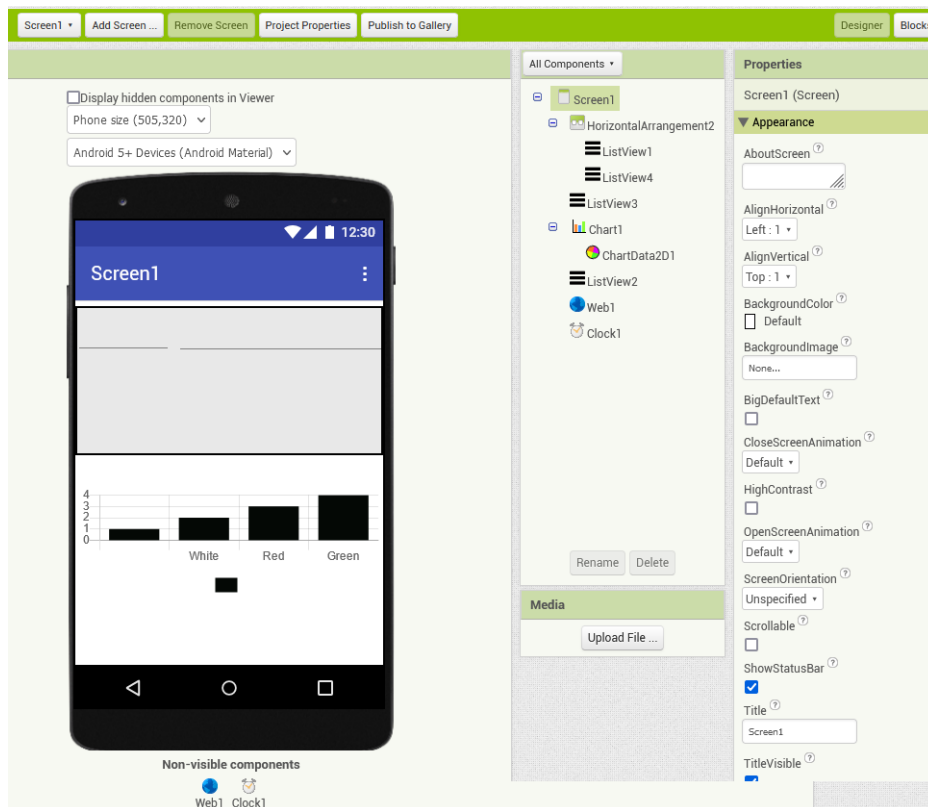 Screen1
Add Screen ...
Remove Screen
Project Properties
Publish to Gallery
Designer
Blocks
Display hidden components in Viewer
Phone size (505,320)
Android 5+ Devices (Android Material)
12:30
Screen1
4
3
2
1
0
White
Red
Green
Non-visible components
Web1
Clock1
All Components
Screen1
HorizontalArrangement2
ListView1
ListView4
ListView3
Chart1
ChartData2D1
ListView2
Web1
Clock1
Rename
Delete
Media
Upload File ...
Properties
Screen1 (Screen)
Appearance
AboutScreen ?
AlignHorizontal ?
Left : 1
AlignVertical ?
Top : 1
BackgroundColor ?
Default
BackgroundImage ?
None...
BigDefaultText ?
CloseScreenAnimation ?
Default
HighContrast ?
OpenScreenAnimation ?
Default
ScreenOrientation ?
Unspecified
Scrollable ?
ShowStatusBar ?
Title ?
Screen1
TitleVisible ?